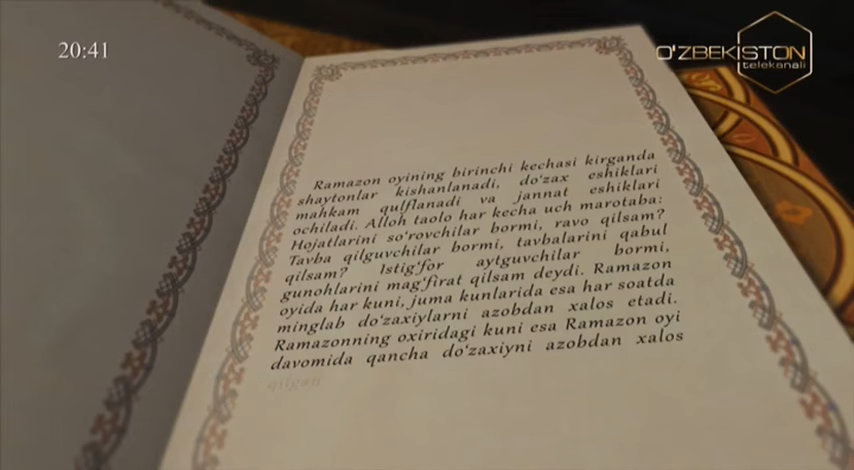 20:41
O'ZBEKISTON
telekanali
Ramazon oyining birinchi kechasi kirganda
shaytonlar kishanlanadi, do'zax eshiklari
mahkam qulflanadi va jannat eshiklari
ochiladi. Alloh taolo har kecha uch marotaba:
Hojatlarini so'rovchilar bormi, ravo qilsam?
Tavba qilguvchilar bormi, tavbalarini qabul
qilsam? Istig'for aytguvchilar bormi,
gunohlarini mag'firat qilsam deydi. Ramazon
oyida har kuni, juma kunlarida esa har soatda
minglab do'zaxiylarni azobdan xalos etadi.
Ramazonning oxiridagi kuni esa Ramazon oyi
davomida qancha do'zaxiyni azobdan xalos
qilgan